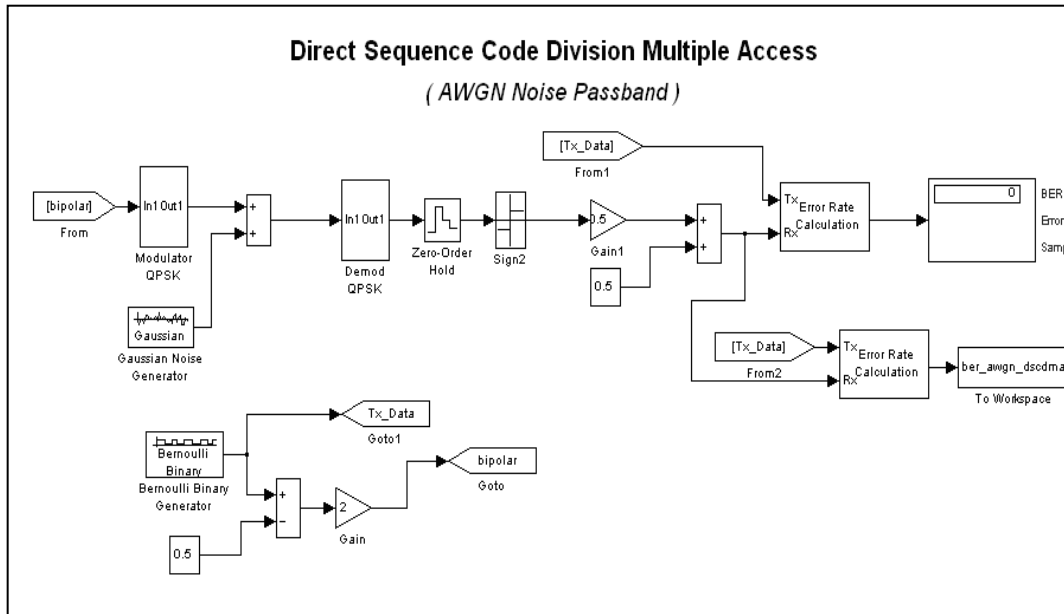 Direct Sequence Code Division Multiple Access
( AWGN Noise Passband )
[Tx_Data]
From1
0
BER
Error
Samp
Tx
Rx
Error Rate
Calculation
[bipolar]
From
In1 Out1
Modulator
QPSK
+
+
In1 Out1
Demod
QPSK
Zero-Order
Hold
Sign2
0.5
Gain1
+
+
0.5
Gaussian
Gaussian Noise
Generator
[Tx_Data]
From2
Tx
Rx
Error Rate
Calculation
ber_awgn_dscdma
To Workspace
Tx_Data
Goto1
Bernoulli
Binary
Bernoulli Binary
Generator
bipolar
Goto
+
−
2
Gain
0.5